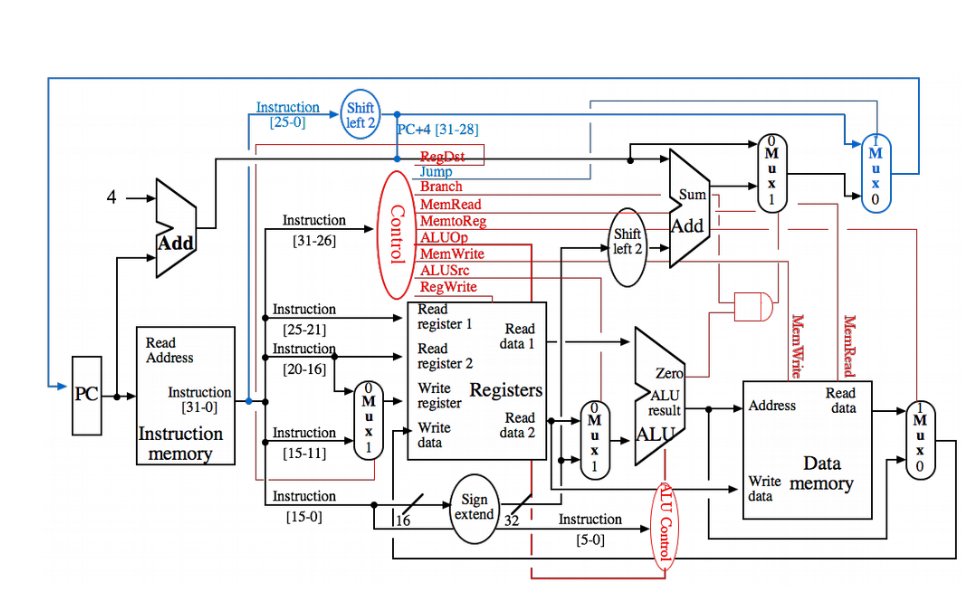 Instruction
[25-0]
Shift
left 2
PC+4 [31-28]
RegDst
Jump
Branch
MemRead
MemtoReg
ALUOp
MemWrite
ALUSrc
RegWrite
Control
4
Add
Instruction
[31-26]
Shift
left 2
Sum
Add
0
M
u
x
1
1
M
u
x
0
PC
Read
Address
Instruction
[31-0]
Instruction
memory
Instruction
[25-21]
Instruction
[20-16]
Instruction
[15-11]
Instruction
[15-0]
0
M
u
x
1
Read
register 1
Read
register 2
Write
register
Write
data
Registers
Read
data 1
Read
data 2
16
Sign
extend
32
Instruction
[5-0]
0
M
u
x
1
Zero
ALU
result
ALU
ALU Control
MemWrite
MemRead
Address
Read
data
Write
data
Data
memory
1
M
u
x
0